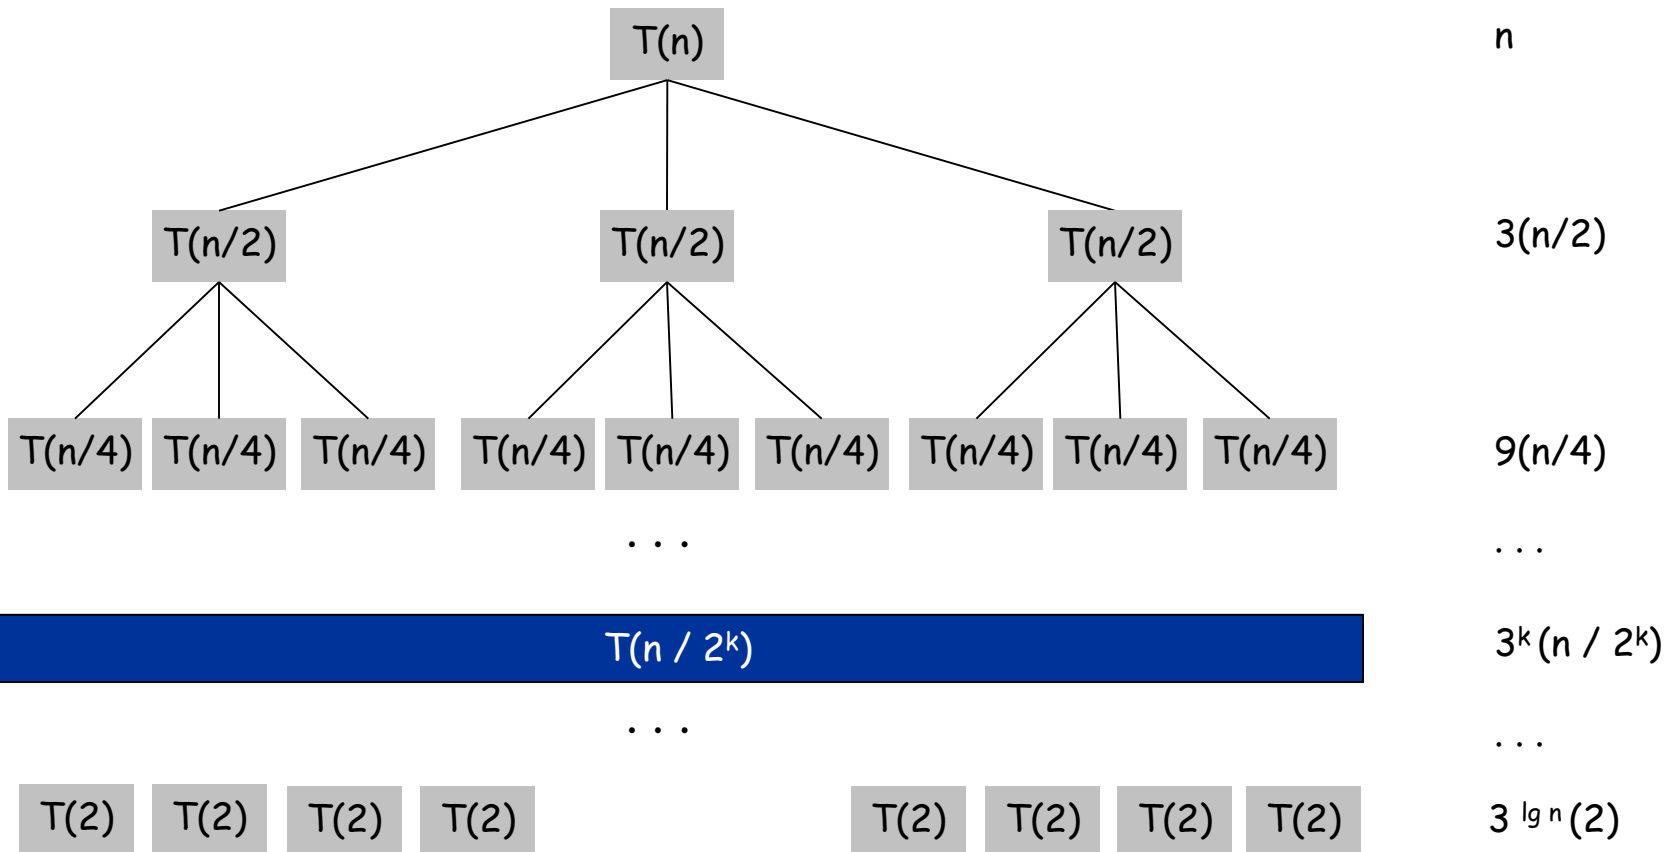 T(n) n
T(n/2) T(n/2) T(n/2) 3(n/2)
T(n/4) T(n/4) T(n/4) T(n/4) T(n/4) T(n/4) T(n/4) T(n/4) T(n/4) 9(n/4)
. . . . . .
T(n / 2ᵏ) 3ᵏ (n / 2ᵏ)
. . . . . .
T(2) T(2) T(2) T(2) T(2) T(2) T(2) T(2) 3 ˡᵍ ⁿ (2)